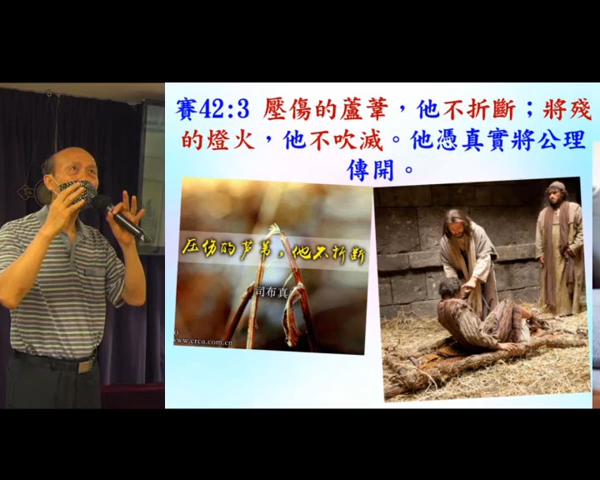 賽42:3 壓傷的蘆葦，他不折斷；將殘
的燈火，他不吹滅。他憑真實將公理
傳開。
压伤的芦苇，他不折断
司布真
www.crca.com.cn